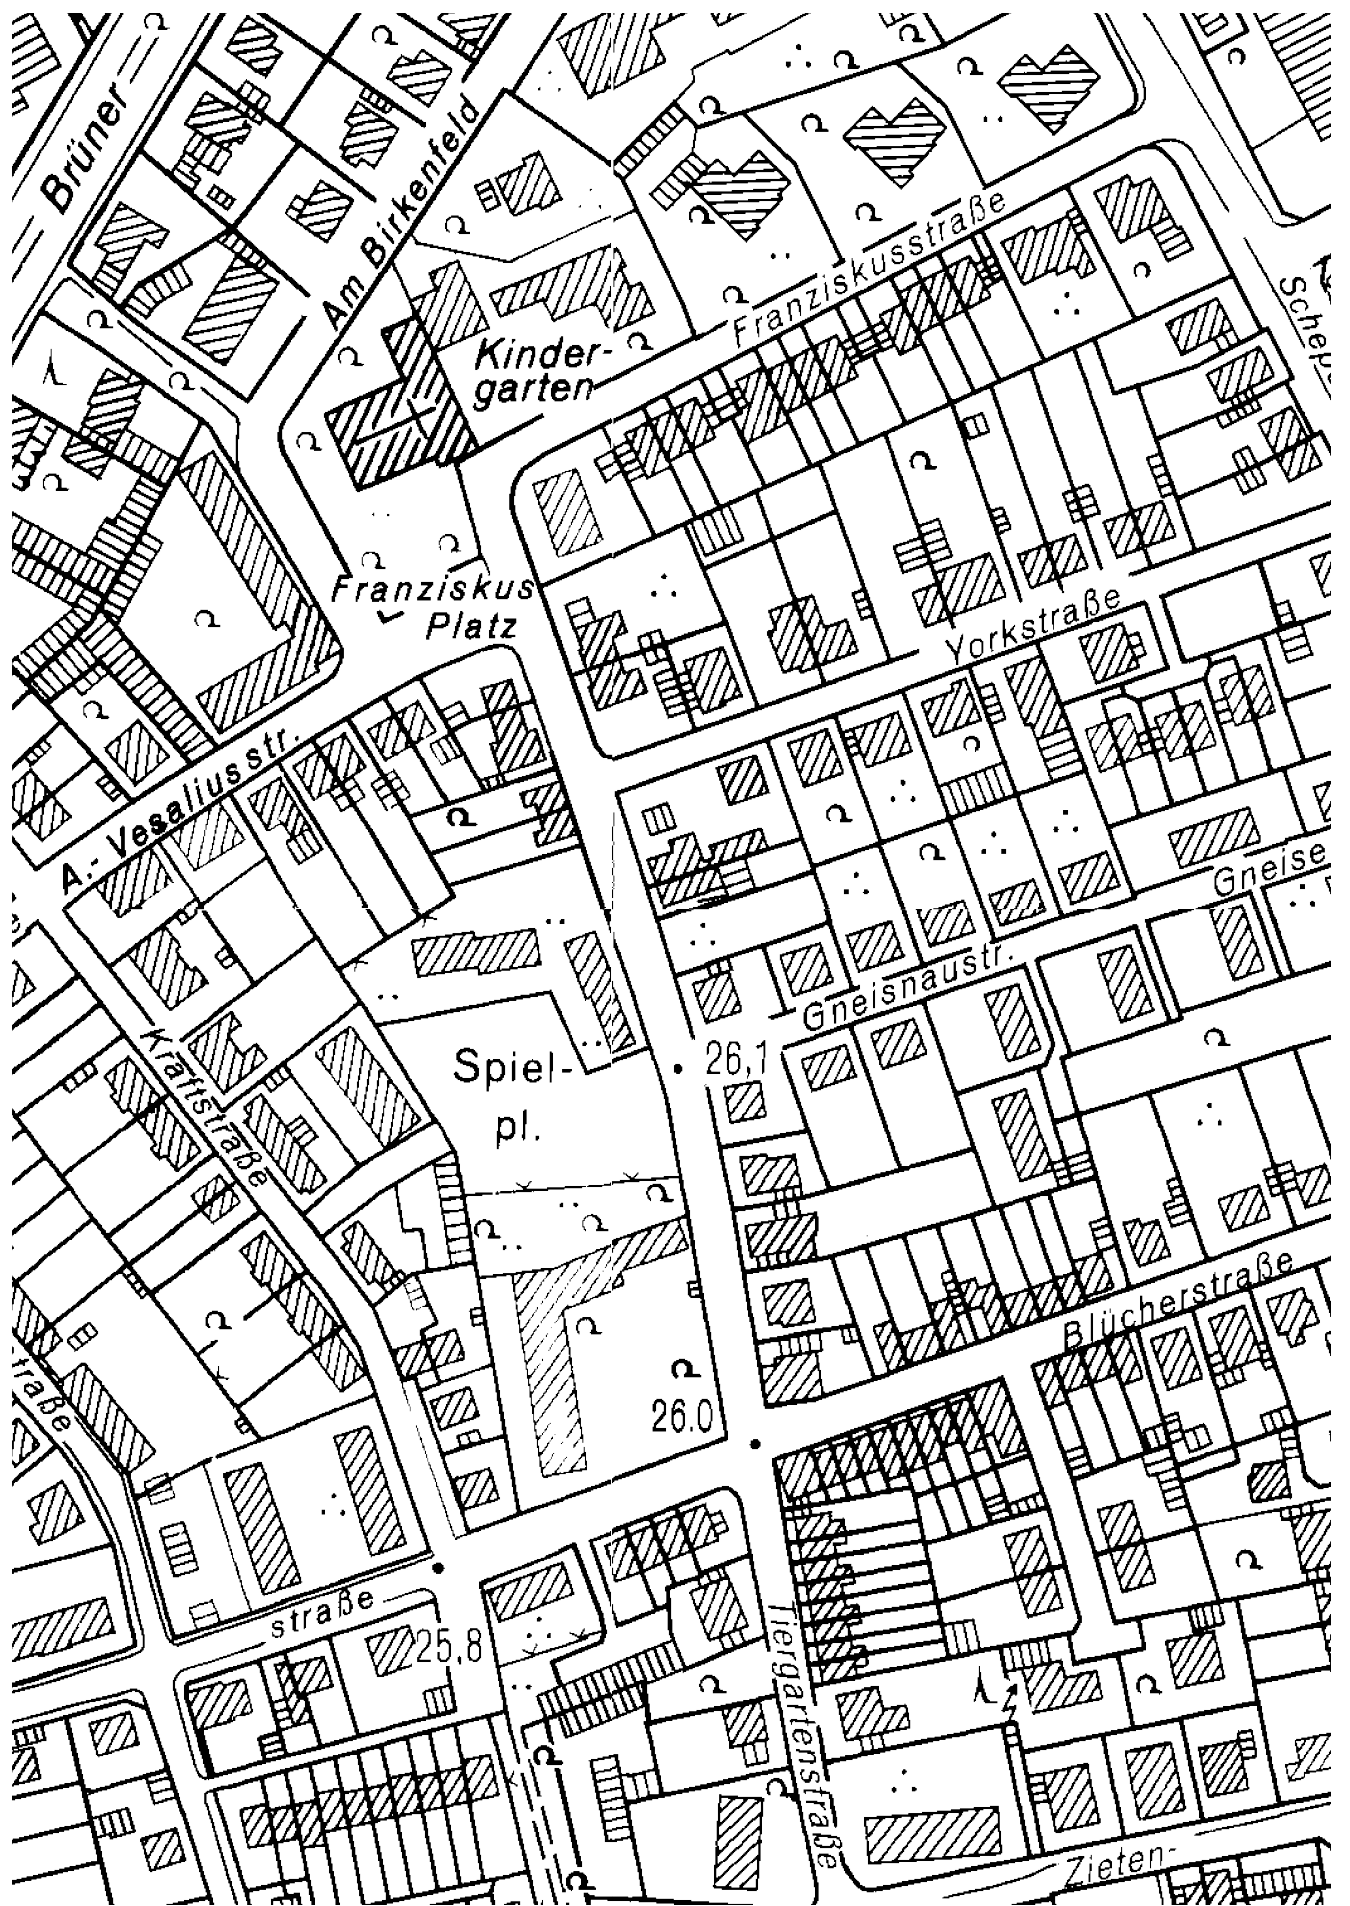 Brüner
Am Birkenfeld
Franziskusstraße
Kinder-
garten
Franziskus
Platz
Yorkstraße
A.- Vesaliusstr.
Gneise
Gneisnaustr.
Spiel-
pl.
26,1
Kraftstraße
Blücherstraße
26.0
traße
straße
25,8
Tiergartenstraße
Zieten-